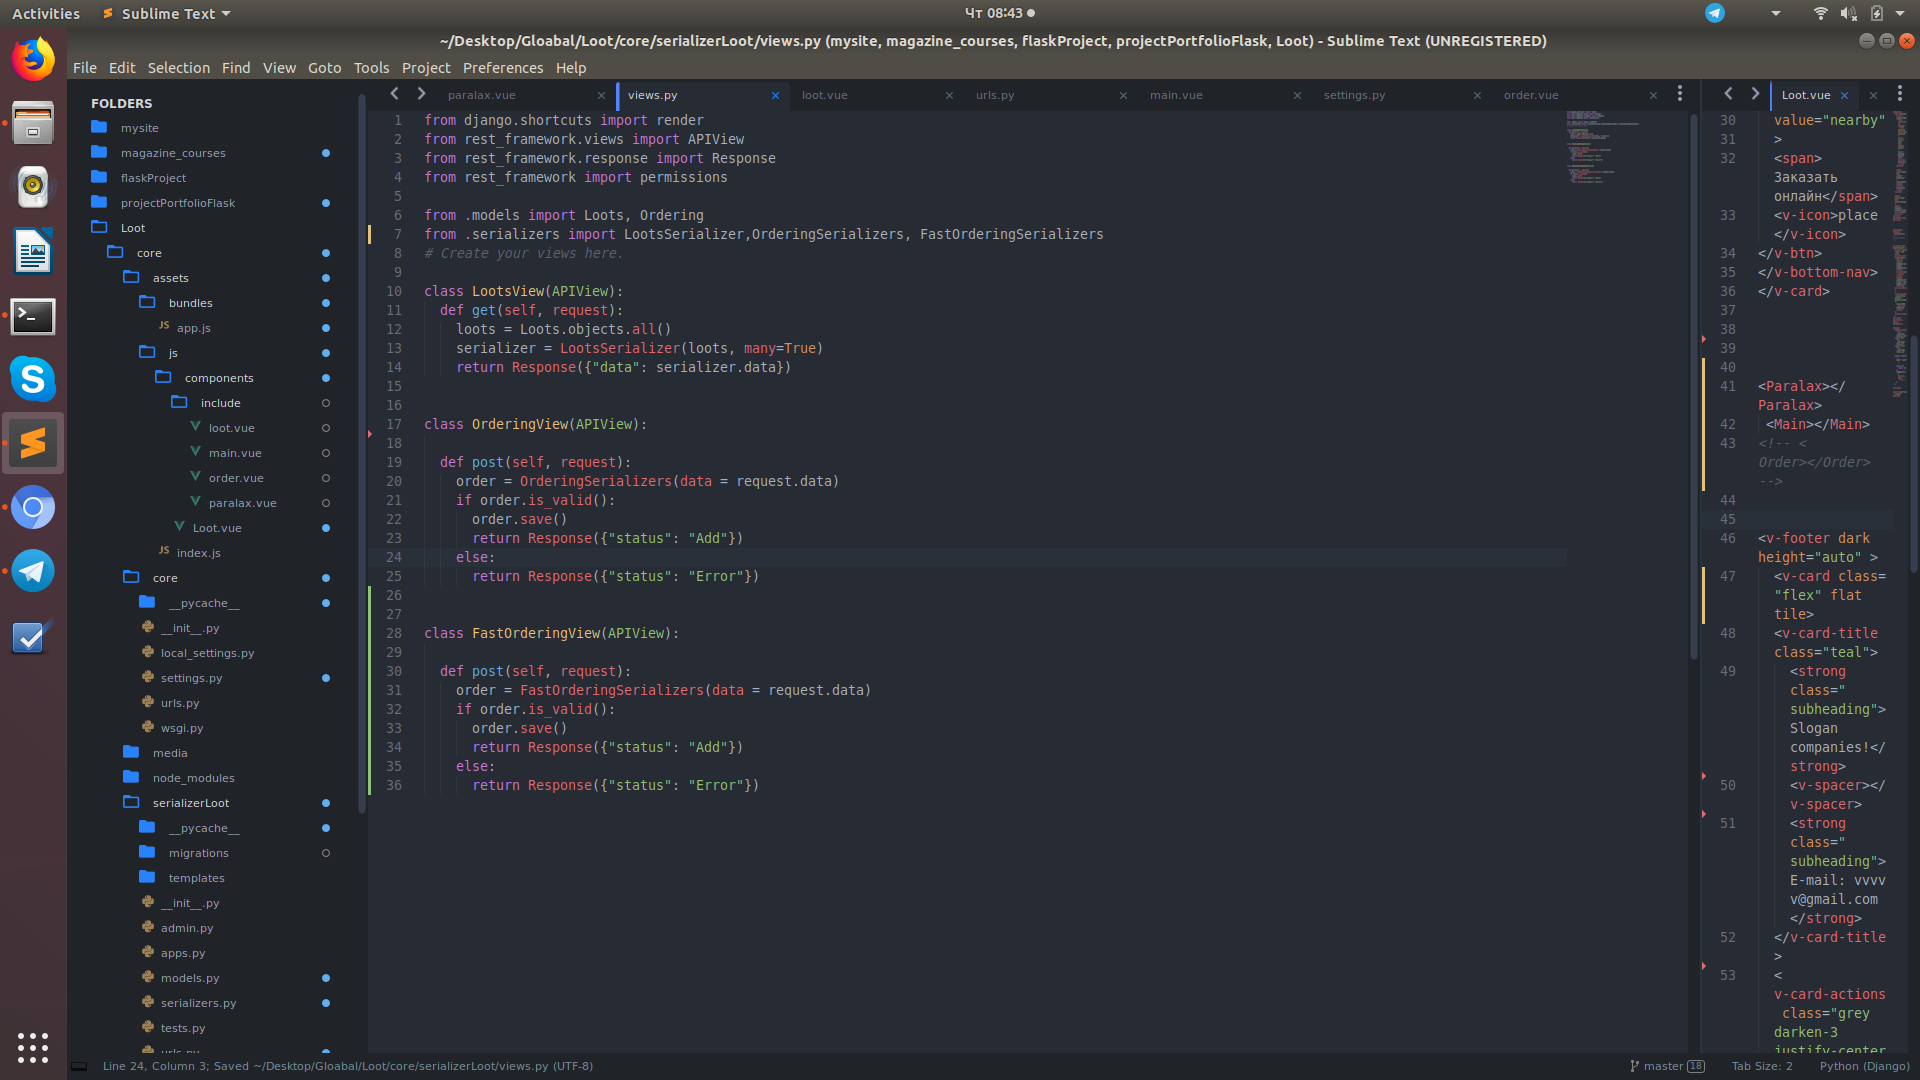 Activities
Sublime Text
Чт 08:43
~/Desktop/Gloabal/Loot/core/serializerLoot/views.py (mysite, magazine_courses, flaskProject, projectPortfolioFlask, Loot) - Sublime Text (UNREGISTERED)
File Edit Selection Find View Goto Tools Project Preferences Help
FOLDERS
mysite
magazine_courses
flaskProject
projectPortfolioFlask
Loot
core
assets
bundles
JS app.js
js
components
include
loot.vue
main.vue
order.vue
paralax.vue
Loot.vue
JS index.js
core
__pycache__
__init__.py
local_settings.py
settings.py
urls.py
wsgi.py
media
node_modules
serializerLoot
__pycache__
migrations
templates
__init__.py
admin.py
apps.py
models.py
serializers.py
tests.py
urls.py
paralax.vue views.py loot.vue urls.py main.vue settings.py order.vue
1 from django.shortcuts import render
2 from rest_framework.views import APIView
3 from rest_framework.response import Response
4 from rest_framework import permissions
5
6 from .models import Loots, Ordering
7 from .serializers import LootsSerializer,OrderingSerializers, FastOrderingSerializers
8 # Create your views here.
9
10 class LootsView(APIView):
11 def get(self, request):
12 loots = Loots.objects.all()
13 serializer = LootsSerializer(loots, many=True)
14 return Response({"data": serializer.data})
15
16
17 class OrderingView(APIView):
18
19 def post(self, request):
20 order = OrderingSerializers(data = request.data)
21 if order.is_valid():
22 order.save()
23 return Response({"status": "Add"})
24 else:
25 return Response({"status": "Error"})
26
27
28 class FastOrderingView(APIView):
29
30 def post(self, request):
31 order = FastOrderingSerializers(data = request.data)
32 if order.is_valid():
33 order.save()
34 return Response({"status": "Add"})
35 else:
36 return Response({"status": "Error"})
Loot.vue
30 value="nearby"
31 >
32 <span>
Заказать
онлайн</span>
33 <v-icon>place
</v-icon>
34 </v-btn>
35 </v-bottom-nav>
36 </v-card>
37
38
39
40
41 <Paralax></
Paralax>
42 <Main></Main>
43 <!-- <
Order></Order>
-->
44
45
46 <v-footer dark
height="auto" >
47 <v-card class=
"flex" flat
tile>
48 <v-card-title
class="teal">
49 <strong
class="
subheading">
Slogan
companies!</
strong>
50 <v-spacer></
v-spacer>
51 <strong
class="
subheading">
E-mail: vvvv
v@gmail.com
</strong>
52 </v-card-title
>
53 <
v-card-actions
class="grey
darken-3
justify-center
Line 24, Column 3; Saved ~/Desktop/Gloabal/Loot/core/serializerLoot/views.py (UTF-8)
master 18
Tab Size: 2
Python (Django)